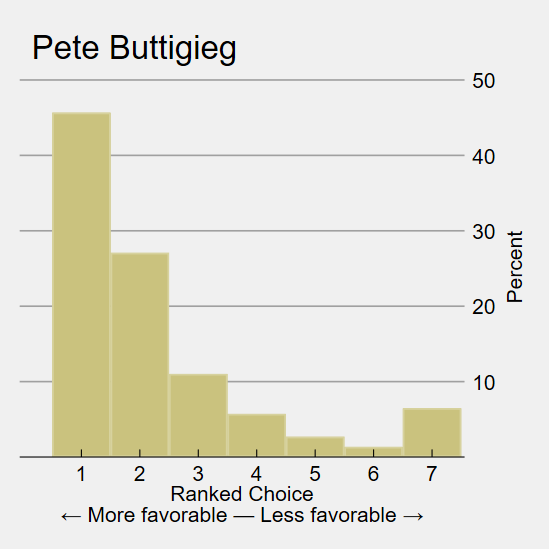 Pete Buttigieg
50
40
30
20
10
Percent
1 2 3 4 5 6 7
Ranked Choice
← More favorable — Less favorable →